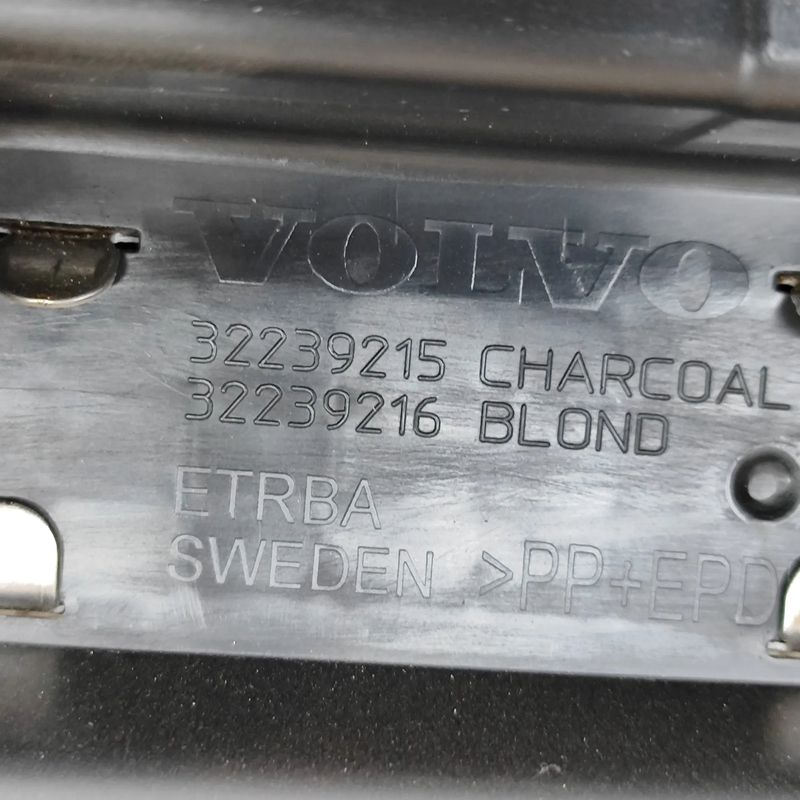 VOLVO
32239215 CHARCOAL
32239216 BLOND
ETRBA
SWEDEN >PP+EPD